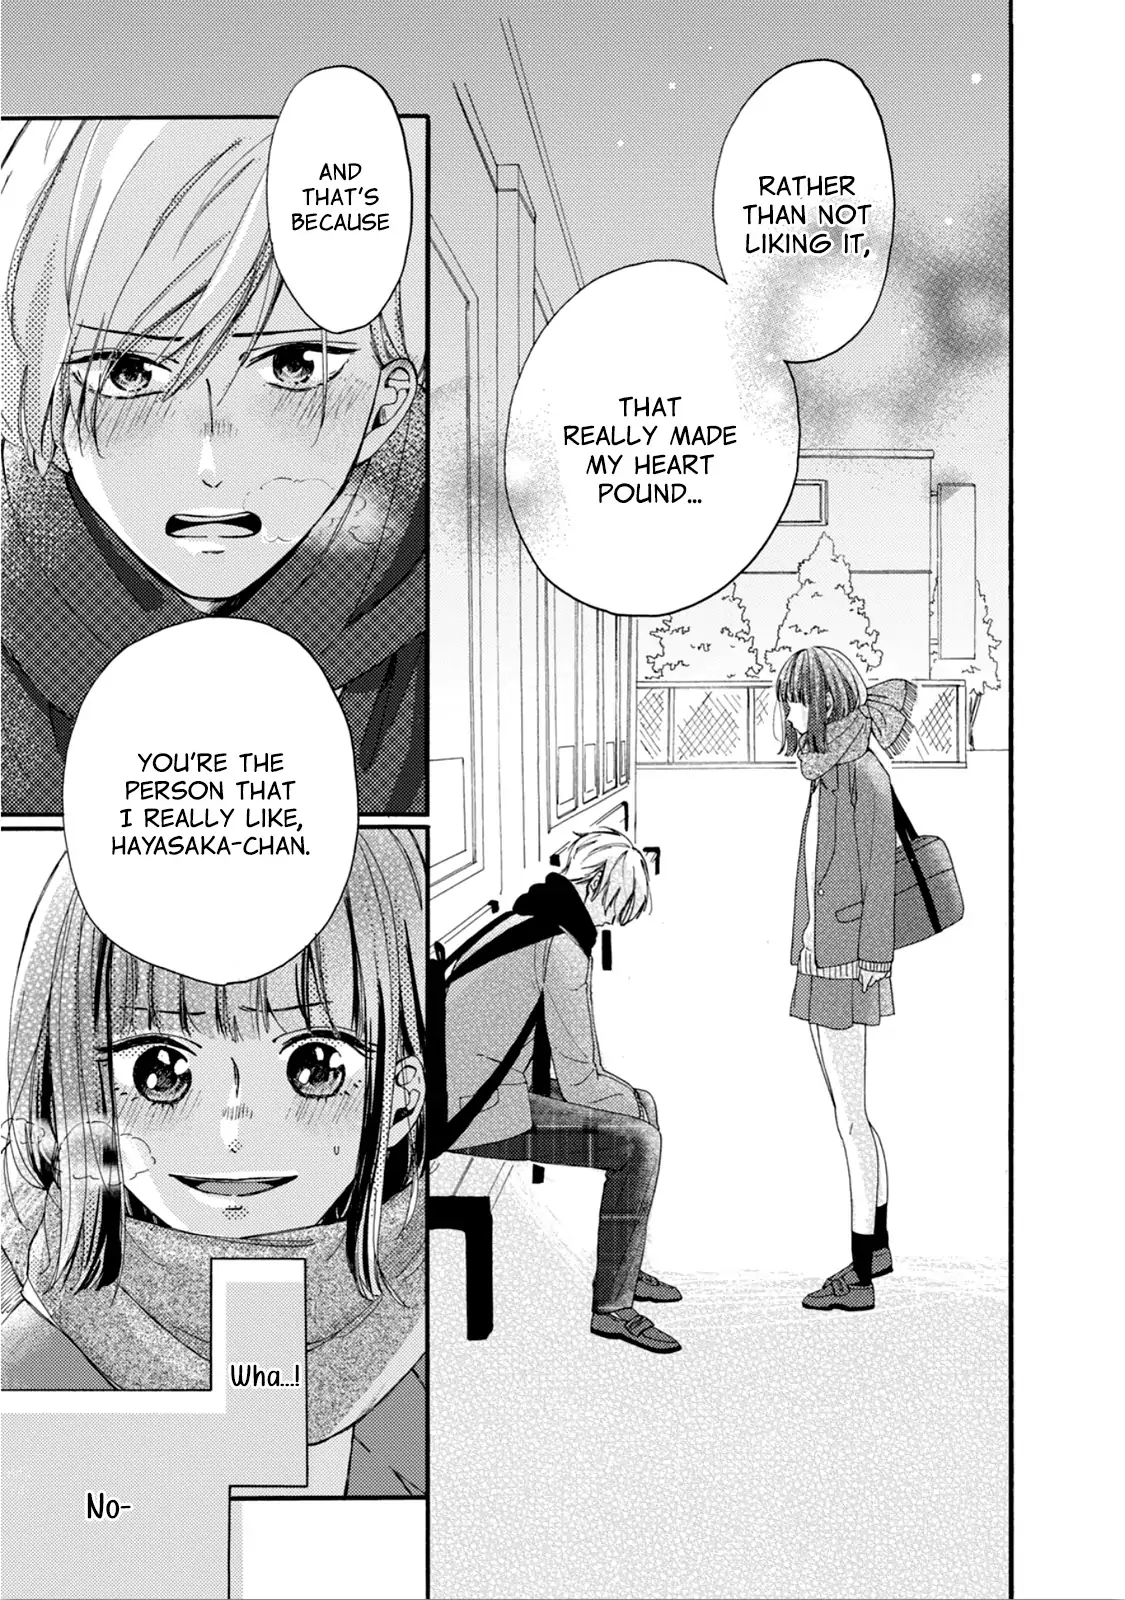 RATHER
THAN NOT
LIKING IT,
THAT
REALLY MADE
MY HEART
POUND...
AND
THAT'S
BECAUSE
YOU'RE THE
PERSON THAT
I REALLY LIKE,
HAYASAKA-CHAN.
Wha...!
No-